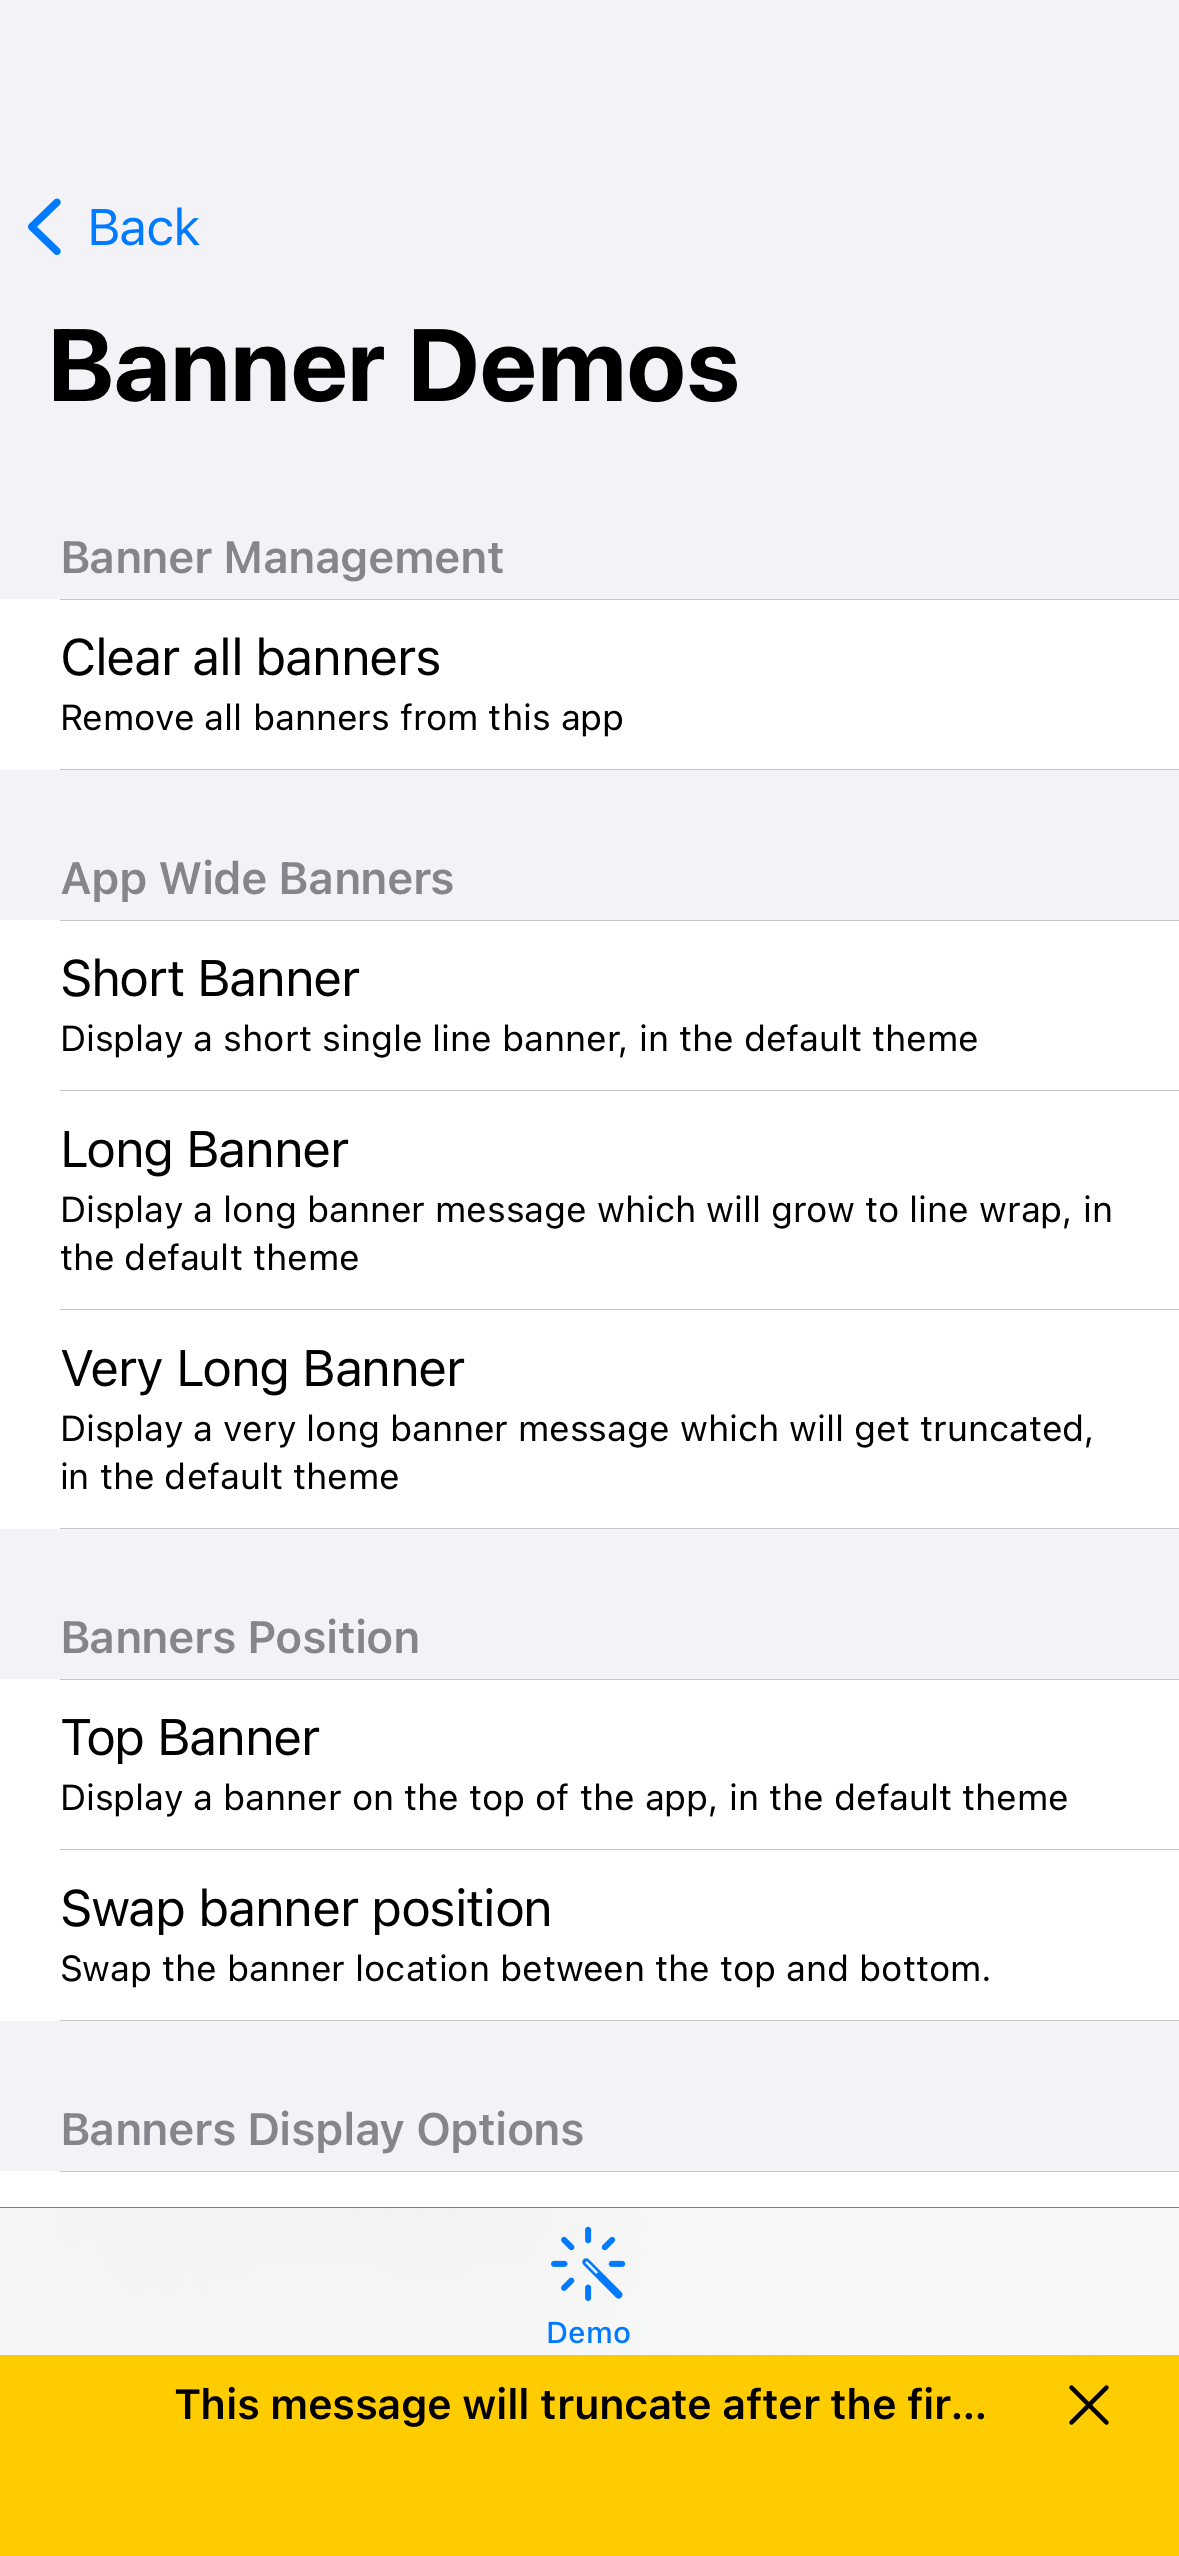 Back
Banner Demos
Banner Management
Clear all banners
Remove all banners from this app
App Wide Banners
Short Banner
Display a short single line banner, in the default theme
Long Banner
Display a long banner message which will grow to line wrap, in
the default theme
Very Long Banner
Display a very long banner message which will get truncated,
in the default theme
Banners Position
Top Banner
Display a banner on the top of the app, in the default theme
Swap banner position
Swap the banner location between the top and bottom.
Banners Display Options
Demo
This message will truncate after the fir...